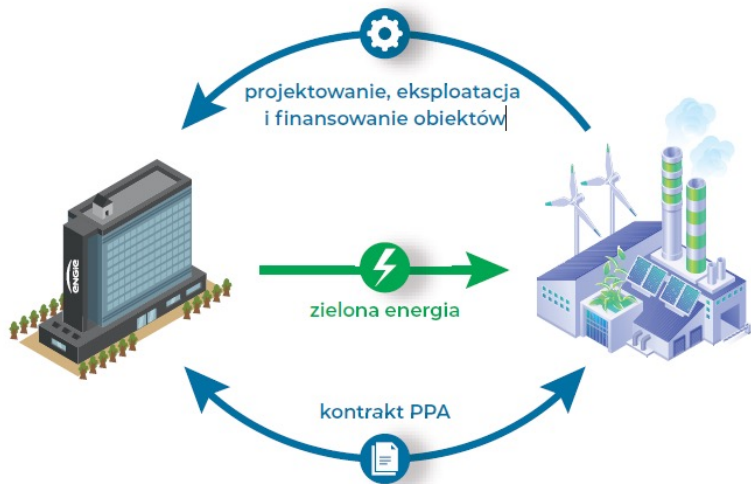 projektowanie, eksploatacja
i finansowanie obiektów
ENGIE
zielona energia
kontrakt PPA